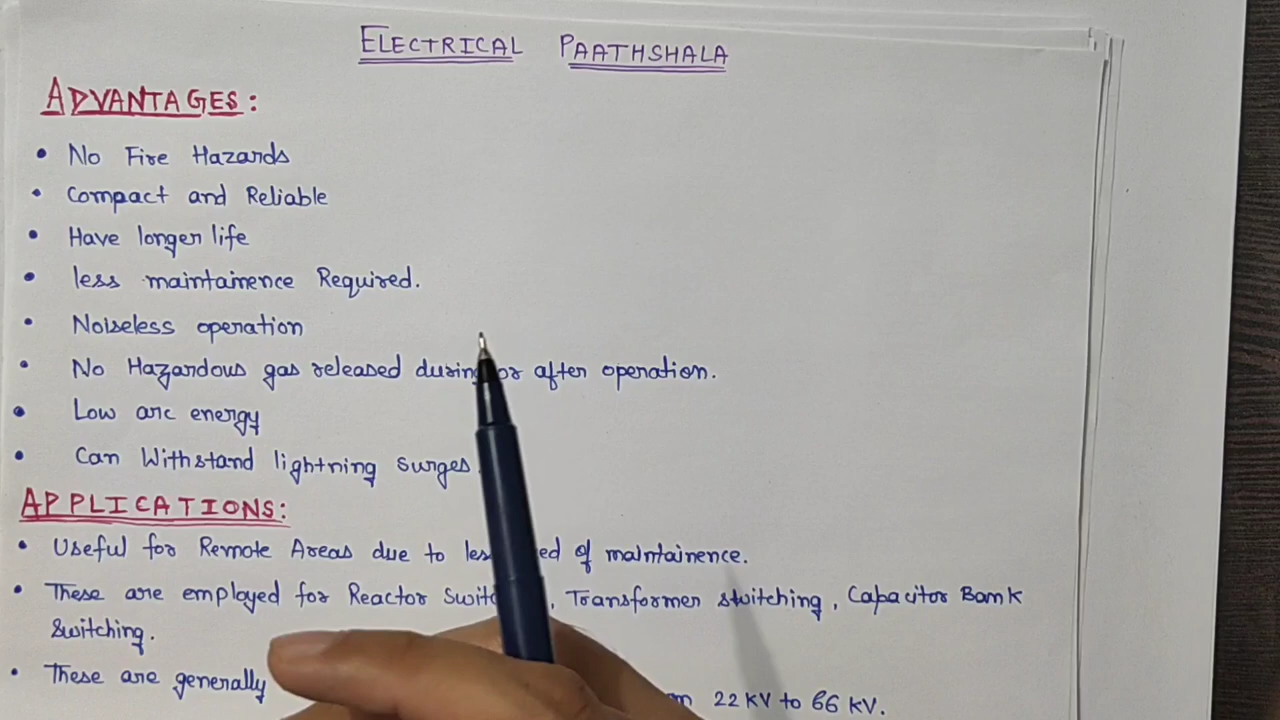 ELECTRICAL PAATHSHALA
ADVANTAGES:
• No Fire Hazards
• Compact and Reliable
• Have longer life
• less maintainence Required.
• Noiseless operation
• No Hazardous gas released during or after operation.
• Low arc energy
• Can Withstand lightning surges.
APPLICATIONS:
• Useful for Remote Areas due to of maintainence.
• These are employed for Reactor , Transformer switching, Capacitor Bank
Switching.
• These are generally 22 KV to 66 KV.